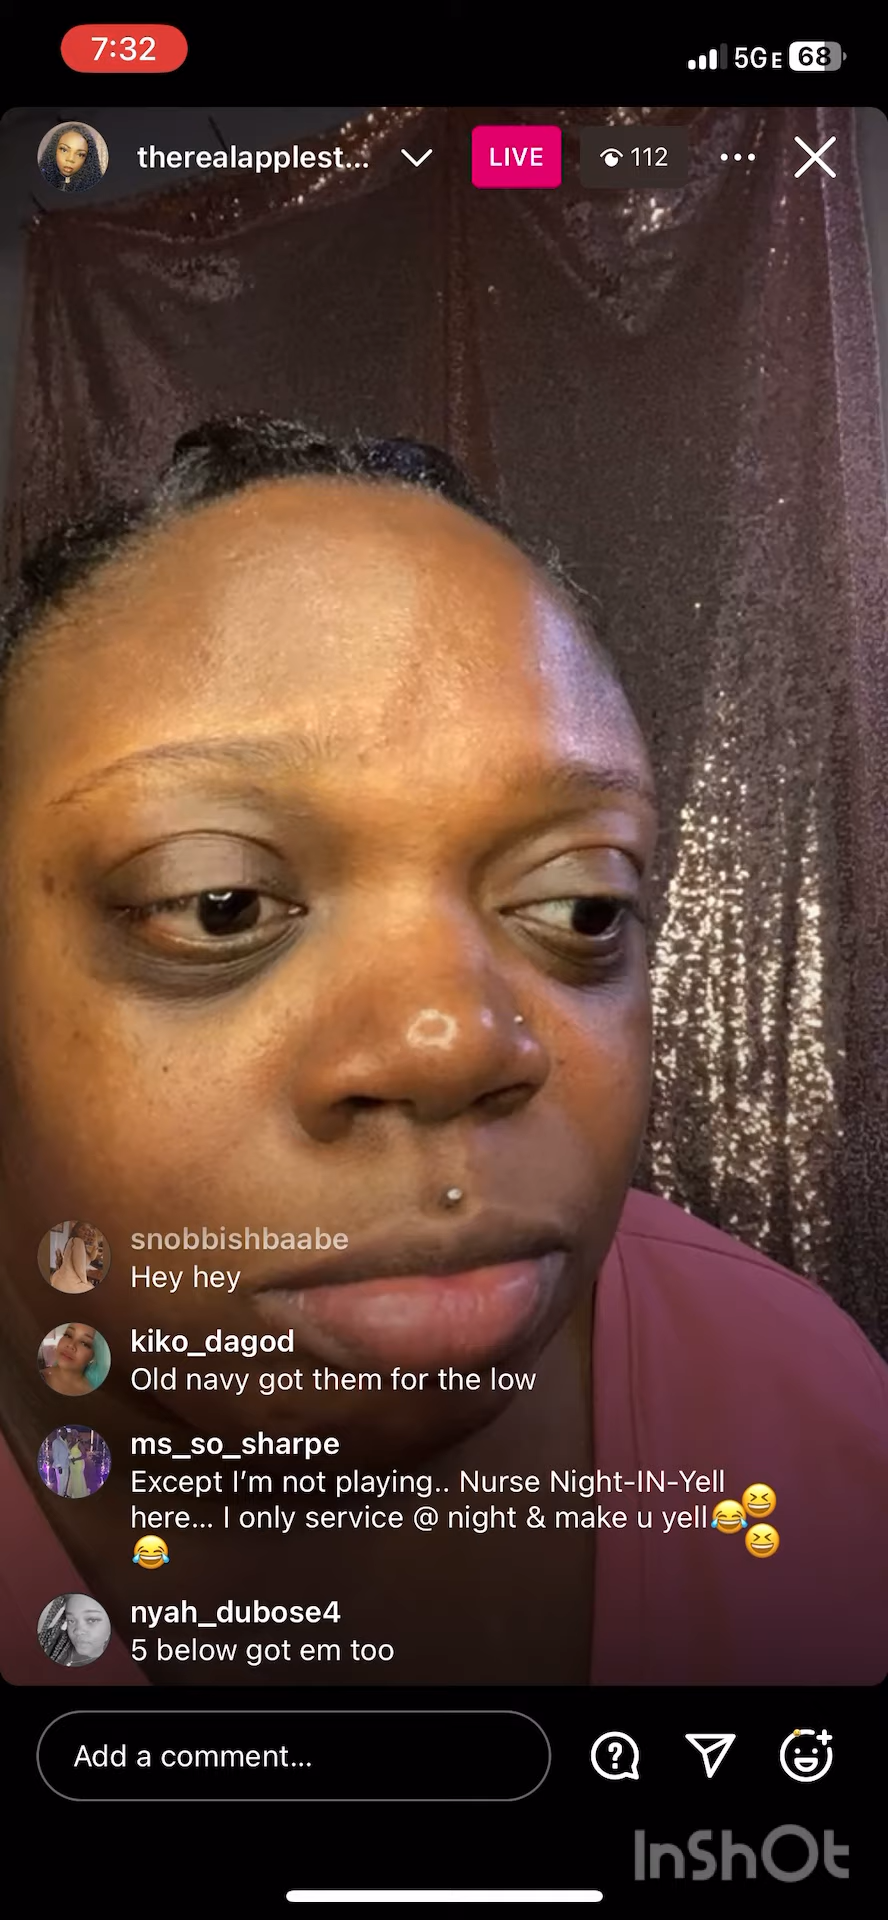 7:32
5GE 68
therealapplest...
LIVE
112
snobbishbaabe
Hey hey
kiko_dagod
Old navy got them for the low
ms_so_sharpe
Except I’m not playing.. Nurse Night-IN-Yell
here... I only service @ night & make u yell😂😆
😂😆
nyah_dubose4
5 below got em too
Add a comment...
InShOt